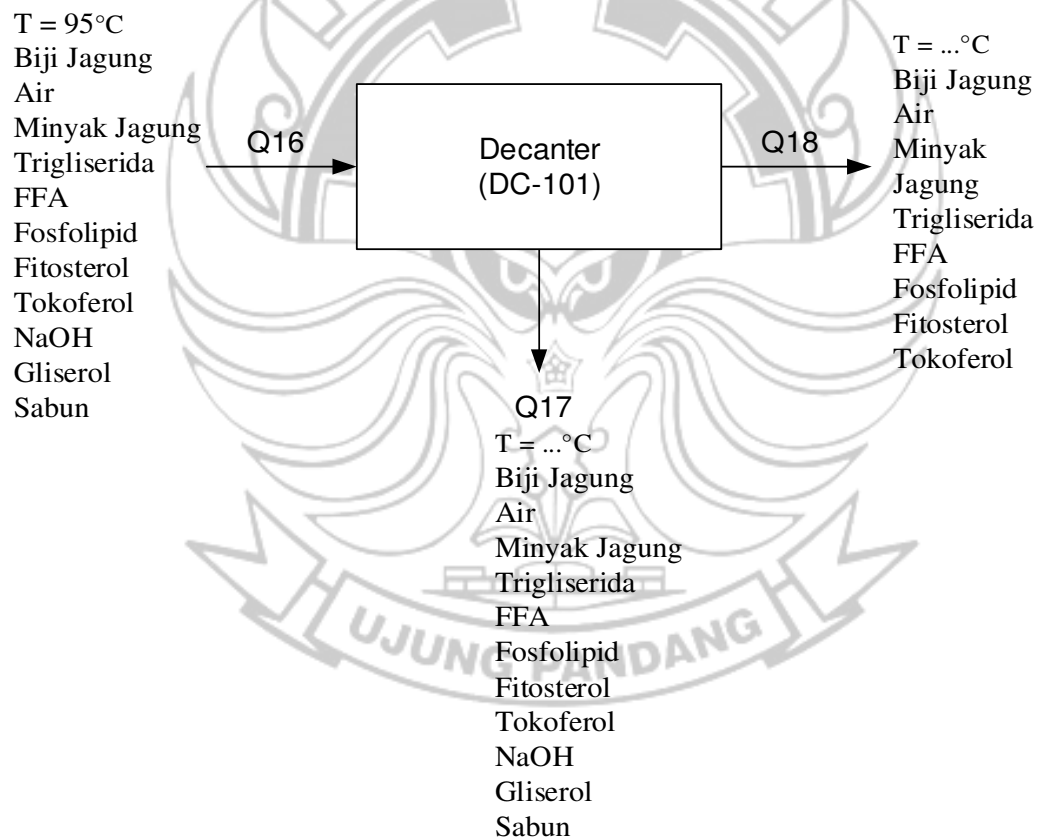 T = 95°C
Biji Jagung
Air
Minyak Jagung
Trigliserida
FFA
Fosfolipid
Fitosterol
Tokoferol
NaOH
Gliserol
Sabun
Q16
Decanter
(DC-101)
Q18
T = ...°C
Biji Jagung
Air
Minyak
Jagung
Trigliserida
FFA
Fosfolipid
Fitosterol
Tokoferol
Q17
T = ...°C
Biji Jagung
Air
Minyak Jagung
Trigliserida
FFA
Fosfolipid
Fitosterol
Tokoferol
NaOH
Gliserol
Sabun
UJUNG PANDANG